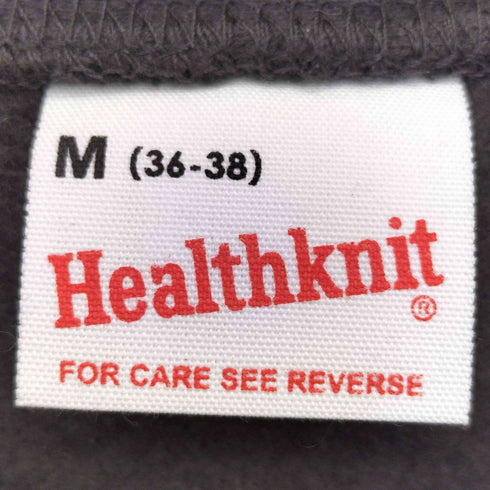 M (36-38)
Healthknit®
FOR CARE SEE REVERSE